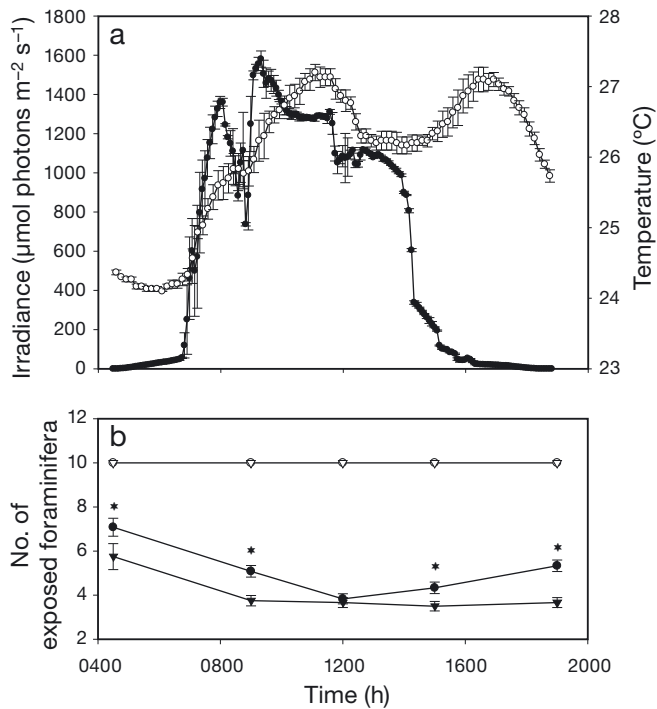 a
1800
1600
1400
1200
1000
800
600
400
200
0
Irradiance (µmol photons m⁻² s⁻¹)
28
27
26
25
24
23
Temperature (°C)
b
12
10
8
6
4
2
No. of
exposed foraminifera
* * * *
0400 0800 1200 1600 2000
Time (h)